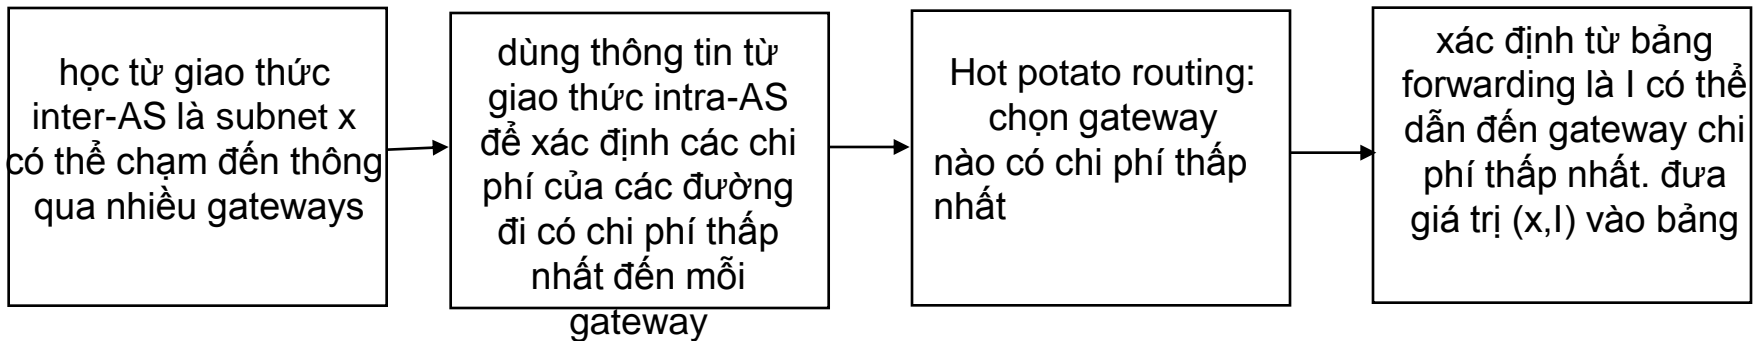 học từ giao thức
inter-AS là subnet x
có thể chạm đến thông
qua nhiều gateways
dùng thông tin từ
giao thức intra-AS
để xác định các chi
phí của các đường
đi có chi phí thấp
nhất đến mỗi
gateway
Hot potato routing:
chọn gateway
nào có chi phí thấp
nhất
xác định từ bảng
forwarding là I có thể
dẫn đến gateway chi
phí thấp nhất. đưa
giá trị (x,I) vào bảng